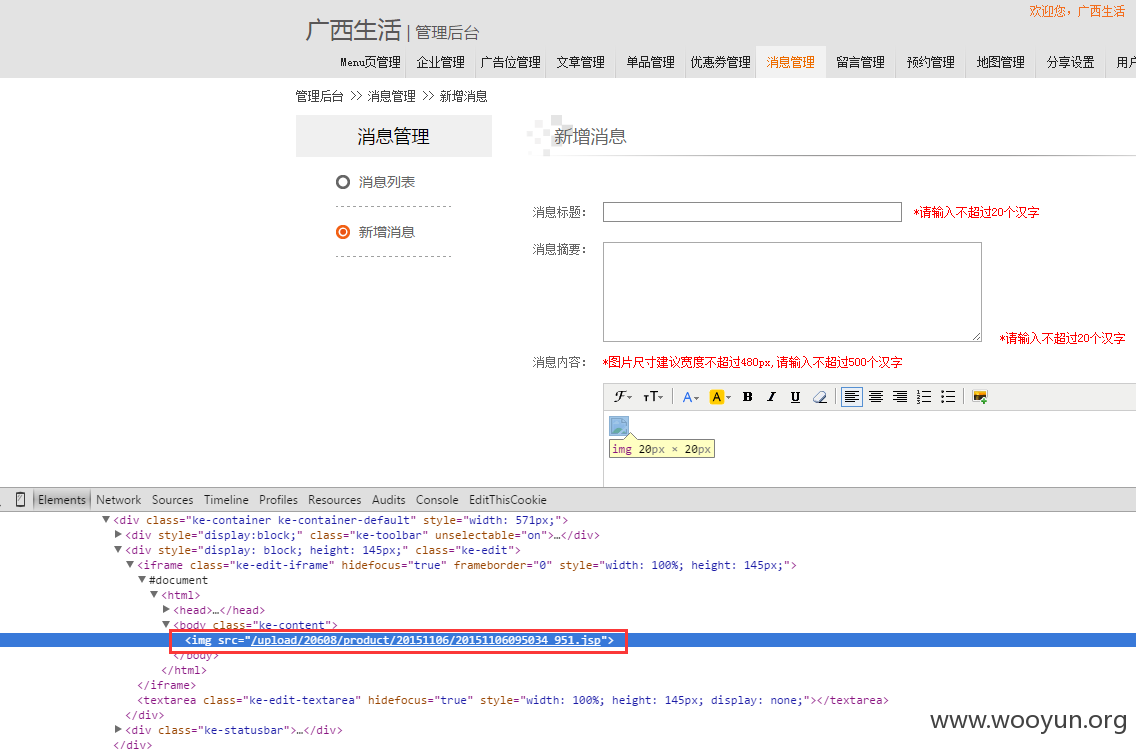 欢迎您，广西生活
广西生活 | 管理后台
Menu页管理 企业管理 广告位管理 文章管理 单品管理 优惠券管理 消息管理 留言管理 预约管理 地图管理 分享设置 用户
管理后台 >> 消息管理 >> 新增消息
消息管理
新增消息
消息列表
新增消息
消息标题：
*请输入不超过20个汉字
消息摘要：
*请输入不超过20个汉字
消息内容：
*图片尺寸建议宽度不超过480px,请输入不超过500个汉字
img 20px × 20px
Elements Network Sources Timeline Profiles Resources Audits Console EditThisCookie
<div class="ke-container ke-container-default" style="width: 571px;">
<div style="display:block;" class="ke-toolbar" unselectable="on">…</div>
<div style="display: block; height: 145px;" class="ke-edit">
<iframe class="ke-edit-iframe" hidefocus="true" frameborder="0" style="width: 100%; height: 145px;">
#document
<html>
<head>…</head>
<body class="ke-content">
<img src="/upload/20608/product/20151106/20151106095034_951.jsp">
</body>
</html>
</iframe>
<textarea class="ke-edit-textarea" hidefocus="true" style="width: 100%; height: 145px; display: none;"></textarea>
</div>
<div class="ke-statusbar">…</div>
</div>
www.wooyun.org